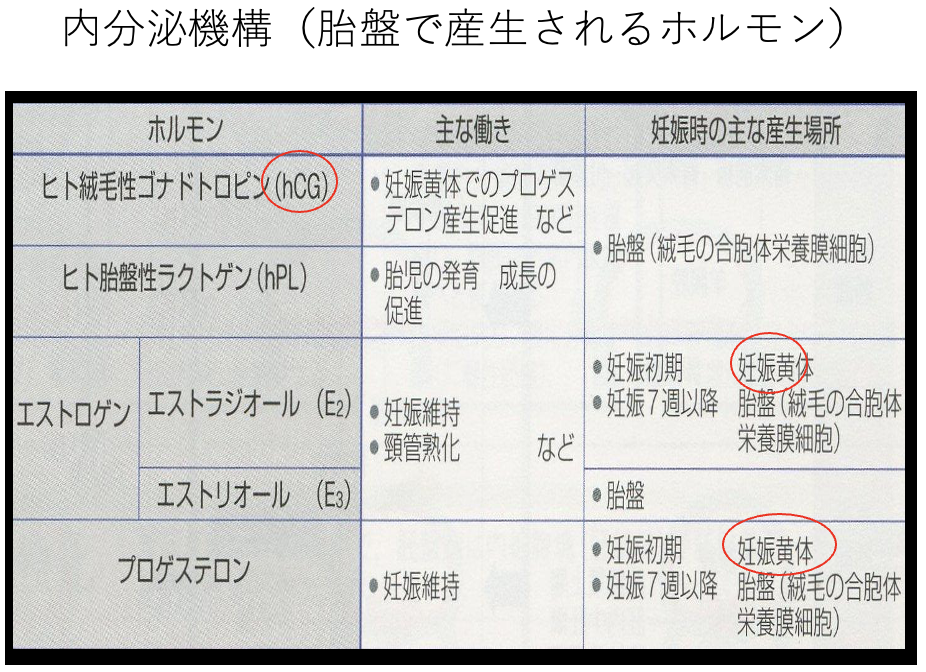 内分泌機構（胎盤で産生されるホルモン）
ホルモン
主な働き
妊娠時の主な産生場所
ヒト絨毛性ゴナドトロピン(hCG)
●妊娠黄体でのプロゲス
テロン産生促進 など
●胎盤(絨毛の合胞体栄養膜細胞)
ヒト胎盤性ラクトゲン(hPL)
●胎児の発育 成長の
促進
エストロゲン
エストラジオール (E₂)
●妊娠維持
●頸管熟化 など
●妊娠初期 妊娠黄体
●妊娠7週以降 胎盤(絨毛の合胞体
栄養膜細胞)
エストリオール (E₃)
●胎盤
プロゲステロン
●妊娠維持
●妊娠初期 妊娠黄体
●妊娠7週以降 胎盤(絨毛の合胞体
栄養膜細胞)